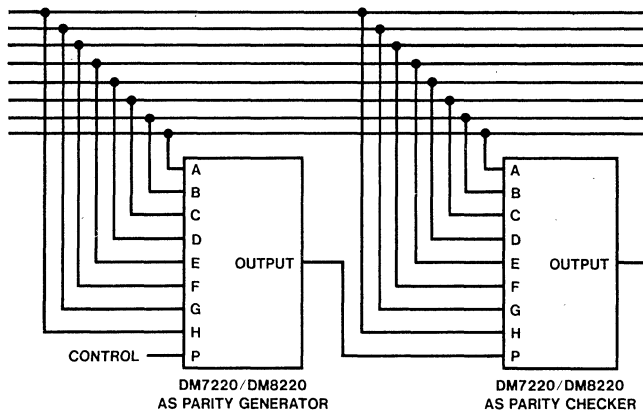 A
B
C
D
E
F
G
H
P
OUTPUT
CONTROL
DM7220/DM8220
AS PARITY GENERATOR
A
B
C
D
E
F
G
H
P
OUTPUT
DM7220/DM8220
AS PARITY CHECKER